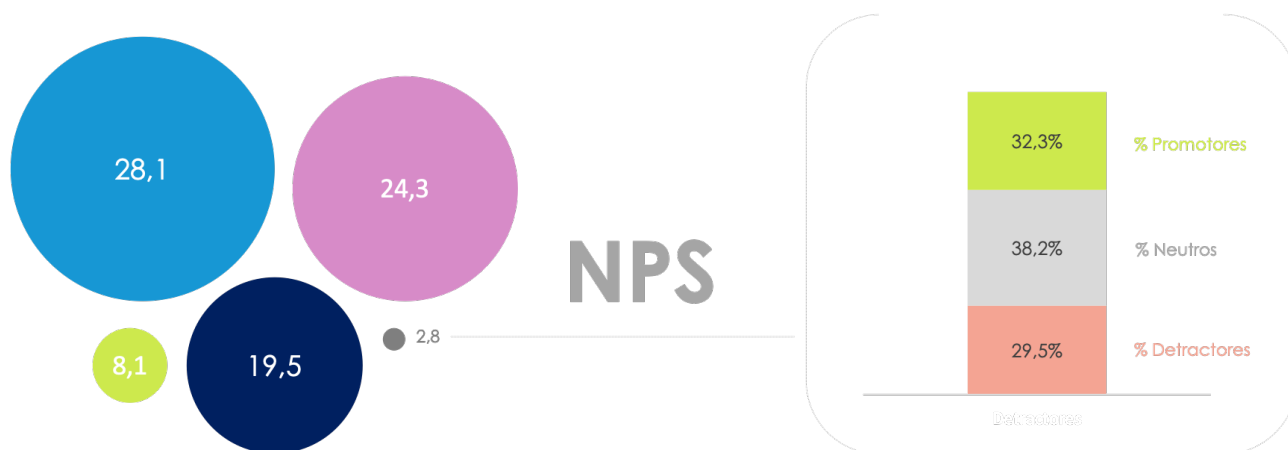 28,1
24,3
8,1
19,5
2,8
NPS
32,3%
% Promotores
38,2%
% Neutros
29,5%
% Detractores
Detractores